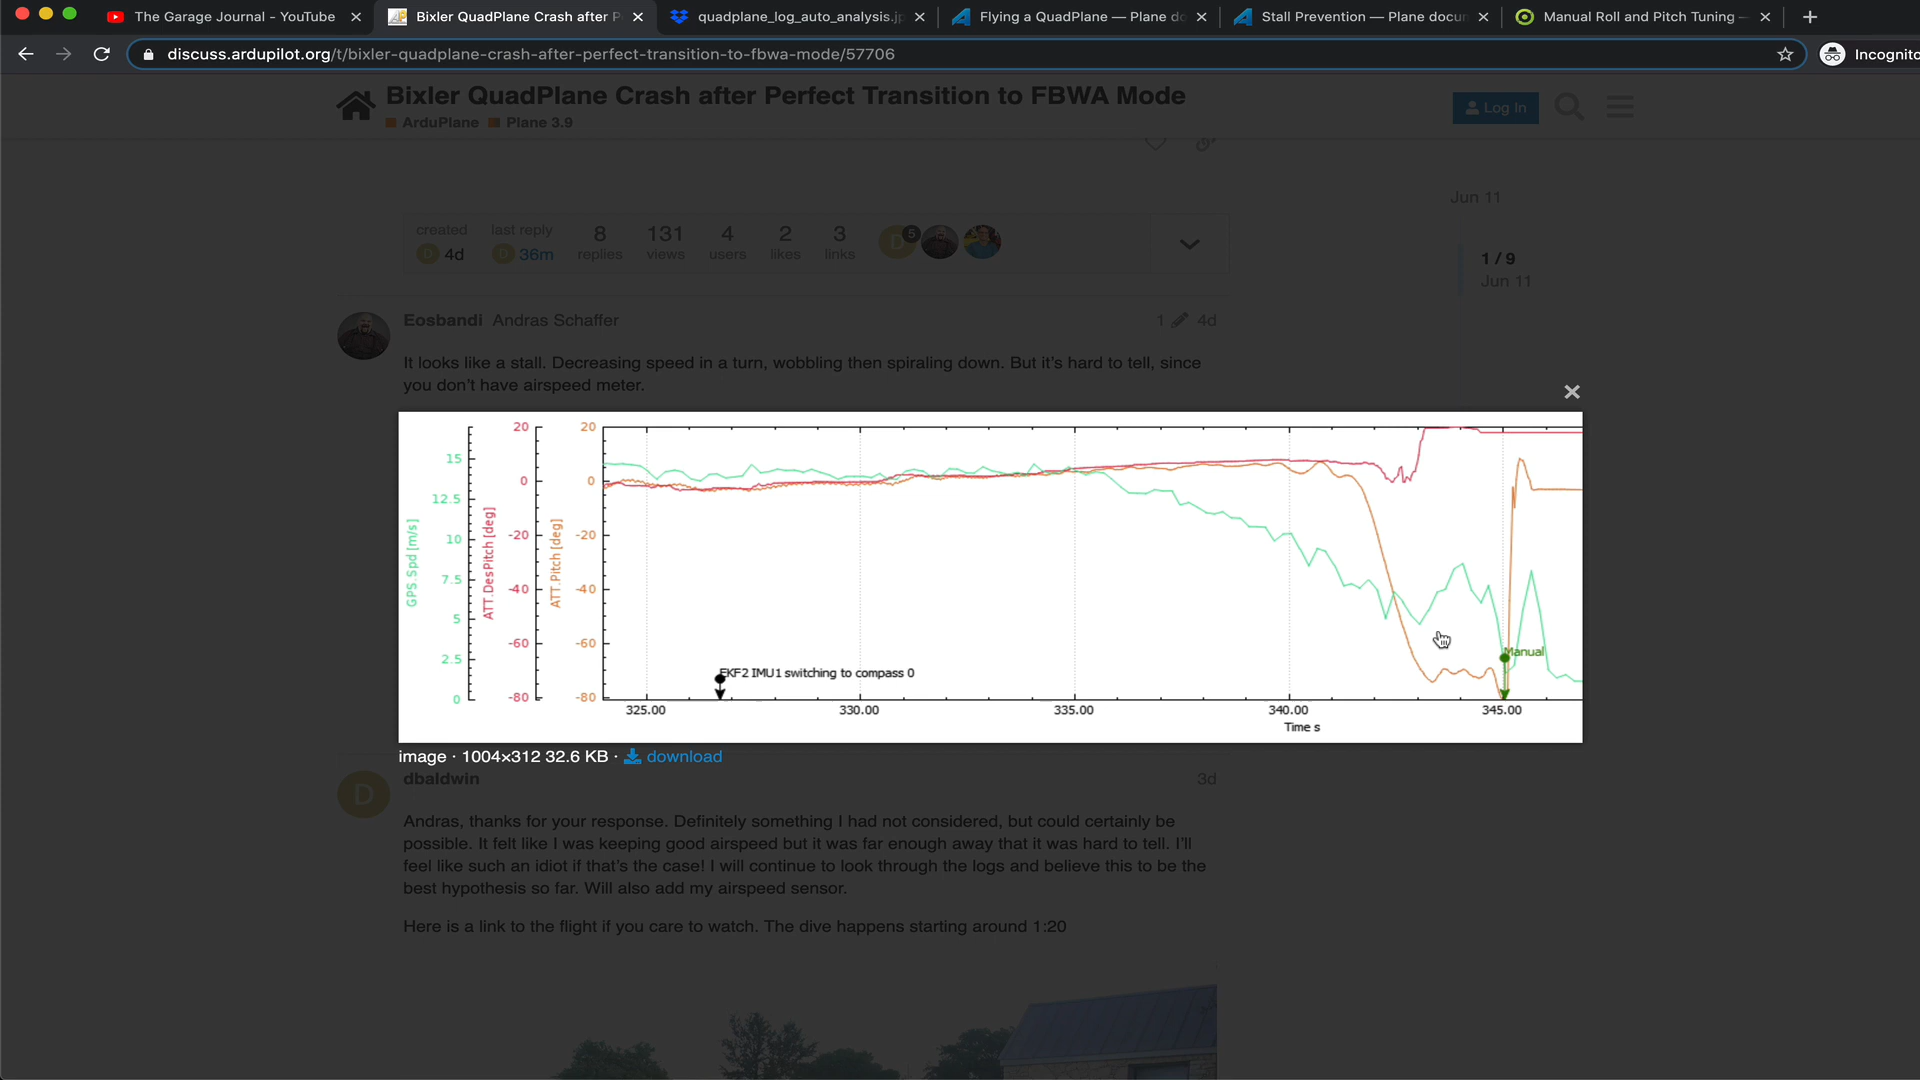 The Garage Journal - YouTube
Bixler QuadPlane Crash after P
quadplane_log_auto_analysis.j
Flying a QuadPlane — Plane do
Stall Prevention — Plane docu
Manual Roll and Pitch Tuning —
discuss.ardupilot.org/t/bixler-quadplane-crash-after-perfect-transition-to-fbwa-mode/57706
Incognito
Bixler QuadPlane Crash after Perfect Transition to FBWA Mode
ArduPlane Plane 3.9
Log In
Jun 11
created last reply 8 131 4 2 3
D 4d D 36m replies views users likes links
D 5
1 / 9
Jun 11
Eosbandi Andras Schaffer
1 4d
It looks like a stall. Decreasing speed in a turn, wobbling then spiraling down. But it's hard to tell, since
you don't have airspeed meter.
GPS.Spd [m/s]
15
12.5
10
7.5
5
2.5
0
ATT.DesPitch [deg]
20
0
-20
-40
-60
-80
ATT.Pitch [deg]
20
0
-20
-40
-60
-80
EKF2 IMU1 switching to compass 0
Manual
325.00 330.00 335.00 340.00 345.00
Time s
image · 1004×312 32.6 KB · download
D
dbaldwin
3d
Andras, thanks for your response. Definitely something I had not considered, but could certainly be
possible. It felt like I was keeping good airspeed but it was far enough away that it was hard to tell. I'll
feel like such an idiot if that's the case! I will continue to look through the logs and believe this to be the
best hypothesis so far. Will also add my airspeed sensor.
Here is a link to the flight if you care to watch. The dive happens starting around 1:20